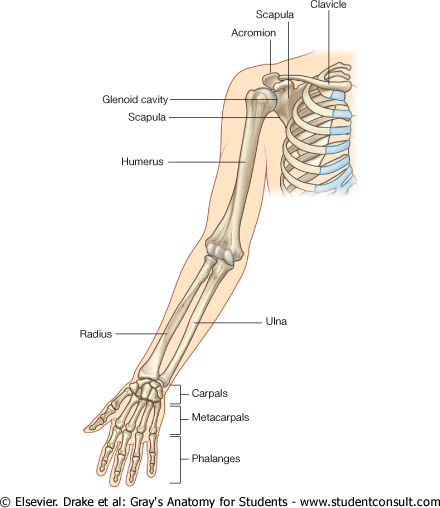 Clavicle
Scapula
Acromion
Glenoid cavity
Scapula
Humerus
Ulna
Radius
Carpals
Metacarpals
Phalanges
© Elsevier. Drake et al: Gray's Anatomy for Students - www.studentconsult.com